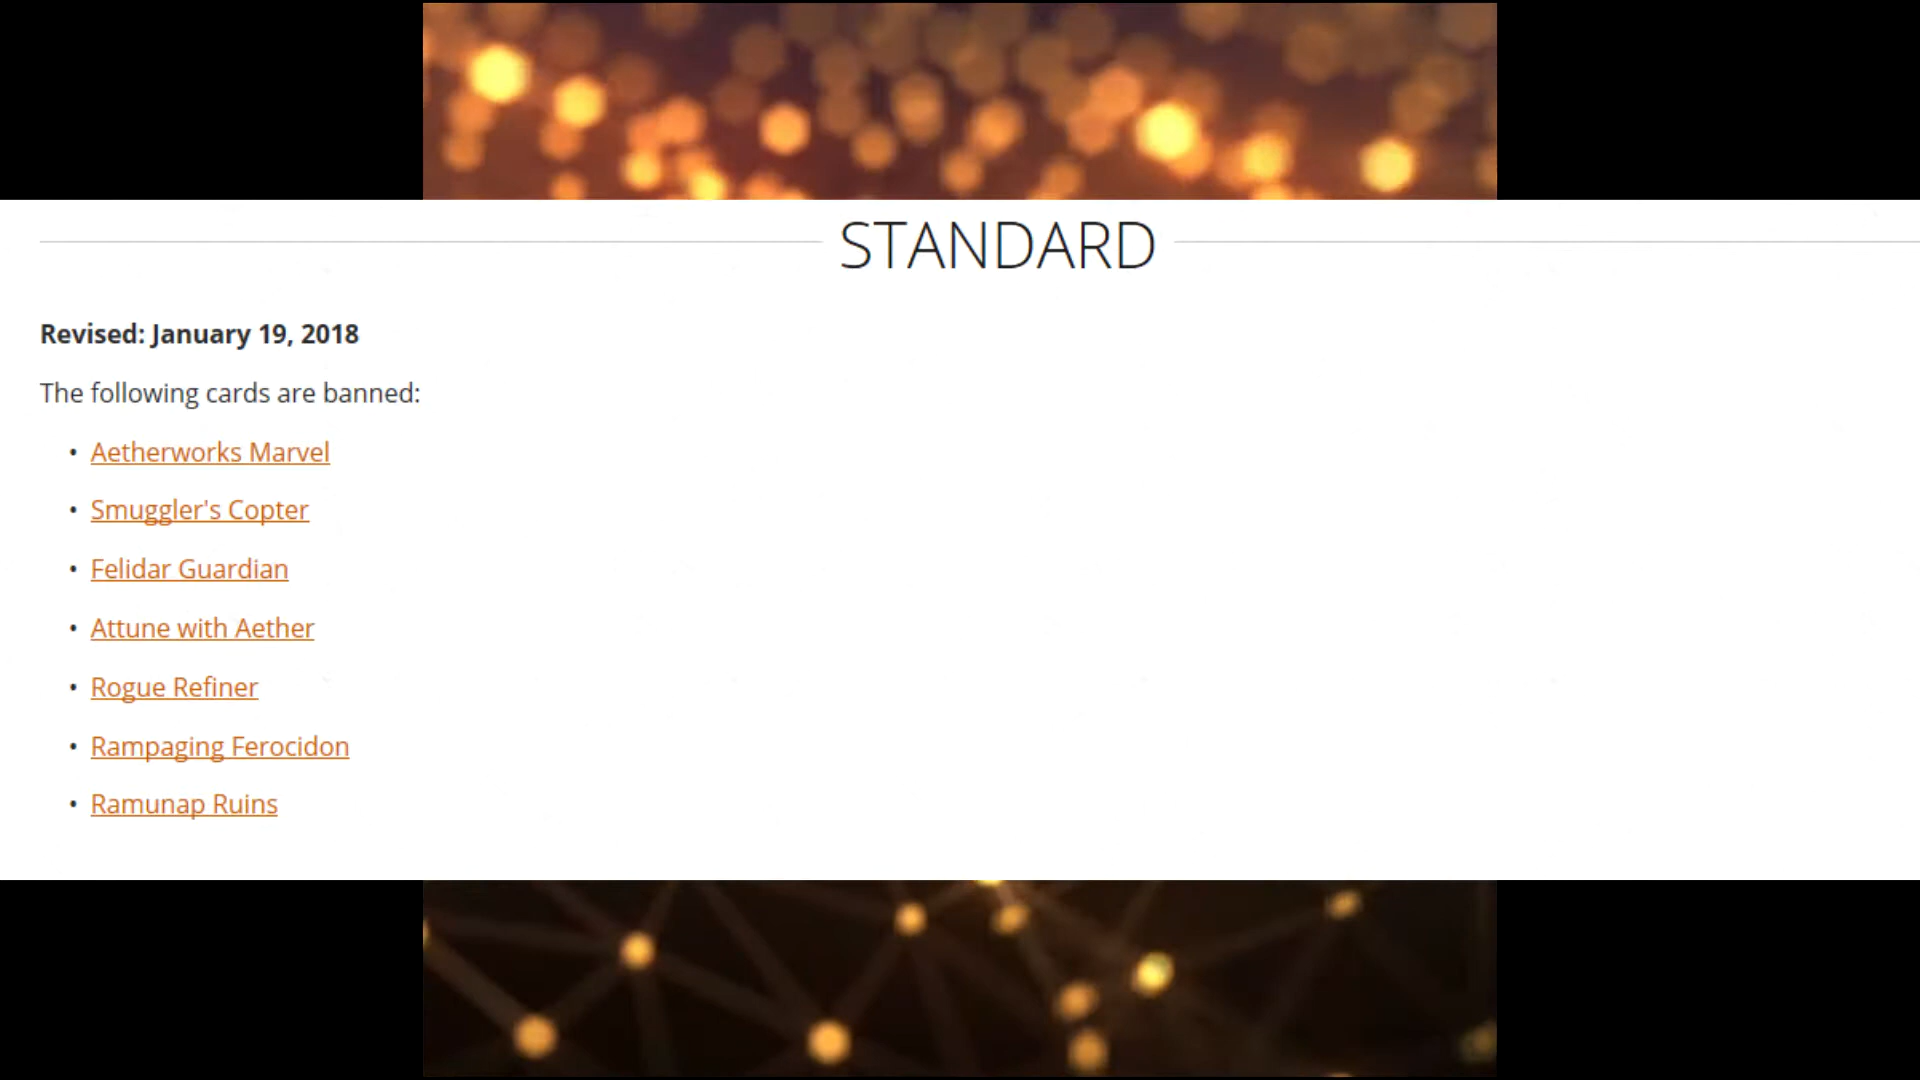 STANDARD
Revised: January 19, 2018
The following cards are banned:
• Aetherworks Marvel
• Smuggler's Copter
• Felidar Guardian
• Attune with Aether
• Rogue Refiner
• Rampaging Ferocidon
• Ramunap Ruins